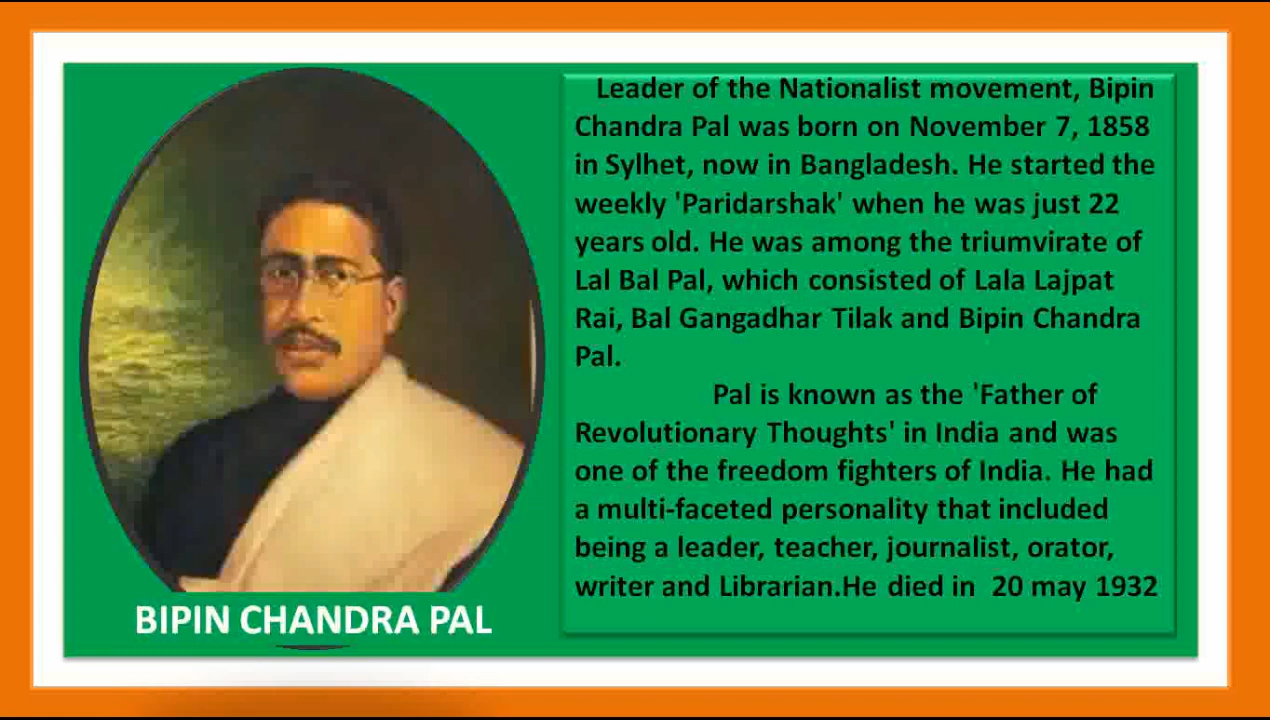 Leader of the Nationalist movement, Bipin
Chandra Pal was born on November 7, 1858
in Sylhet, now in Bangladesh. He started the
weekly 'Paridarshak' when he was just 22
years old. He was among the triumvirate of
Lal Bal Pal, which consisted of Lala Lajpat
Rai, Bal Gangadhar Tilak and Bipin Chandra
Pal.
Pal is known as the 'Father of
Revolutionary Thoughts' in India and was
one of the freedom fighters of India. He had
a multi-faceted personality that included
being a leader, teacher, journalist, orator,
writer and Librarian.He died in  20 may 1932
BIPIN CHANDRA PAL